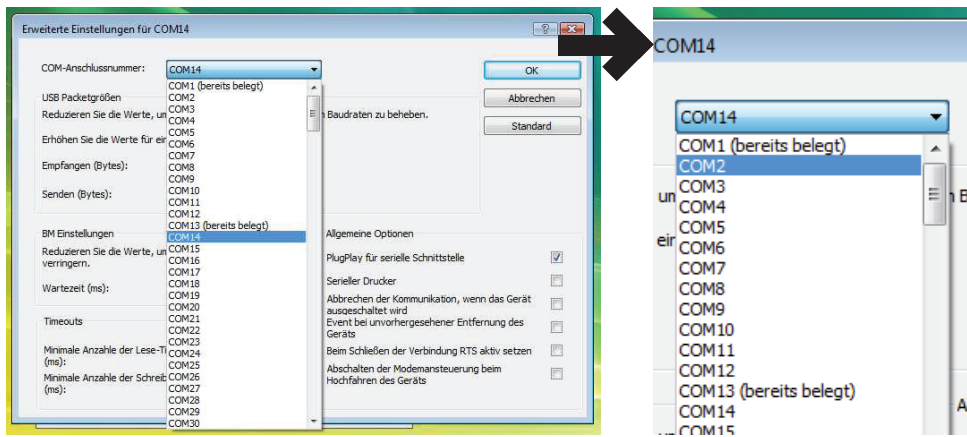 Erweiterte Einstellungen für COM14
COM-Anschlussnummer:
COM14
OK
Abbrechen
Standard
USB Packetgrößen
Reduzieren Sie die Werte, un
n Baudraten zu beheben.
Erhöhen Sie die Werte für ein
Empfangen (Bytes):
Senden (Bytes):
COM1 (bereits belegt)
COM2
COM3
COM4
COM5
COM6
COM7
COM8
COM9
COM10
COM11
COM12
COM13 (bereits belegt)
COM14
COM15
COM16
COM17
COM18
COM19
COM20
COM21
COM22
COM23
COM24
COM25
COM26
COM27
COM28
COM29
COM30
BM Einstellungen
Reduzieren Sie die Werte, un
verringern.
Wartezeit (ms):
Timeouts
Minimale Anzahle der Lese-Ti
(ms):
Minimale Anzahle der Schreib
(ms):
Allgemeine Optionen
PlugPlay für serielle Schnittstelle
Serieller Drucker
Abbrechen der Kommunikation, wenn das Gerät
ausgeschaltet wird
Event bei unvorhergesehener Entfernung des
Geräts
Beim Schließen der Verbindung RTS aktiv setzen
Abschalten der Modemansteuerung beim
Hochfahren des Geräts
COM14
COM14
COM1 (bereits belegt)
COM2
COM3
COM4
COM5
COM6
COM7
COM8
COM9
COM10
COM11
COM12
COM13 (bereits belegt)
COM14
COM15
un
n B
ein
A